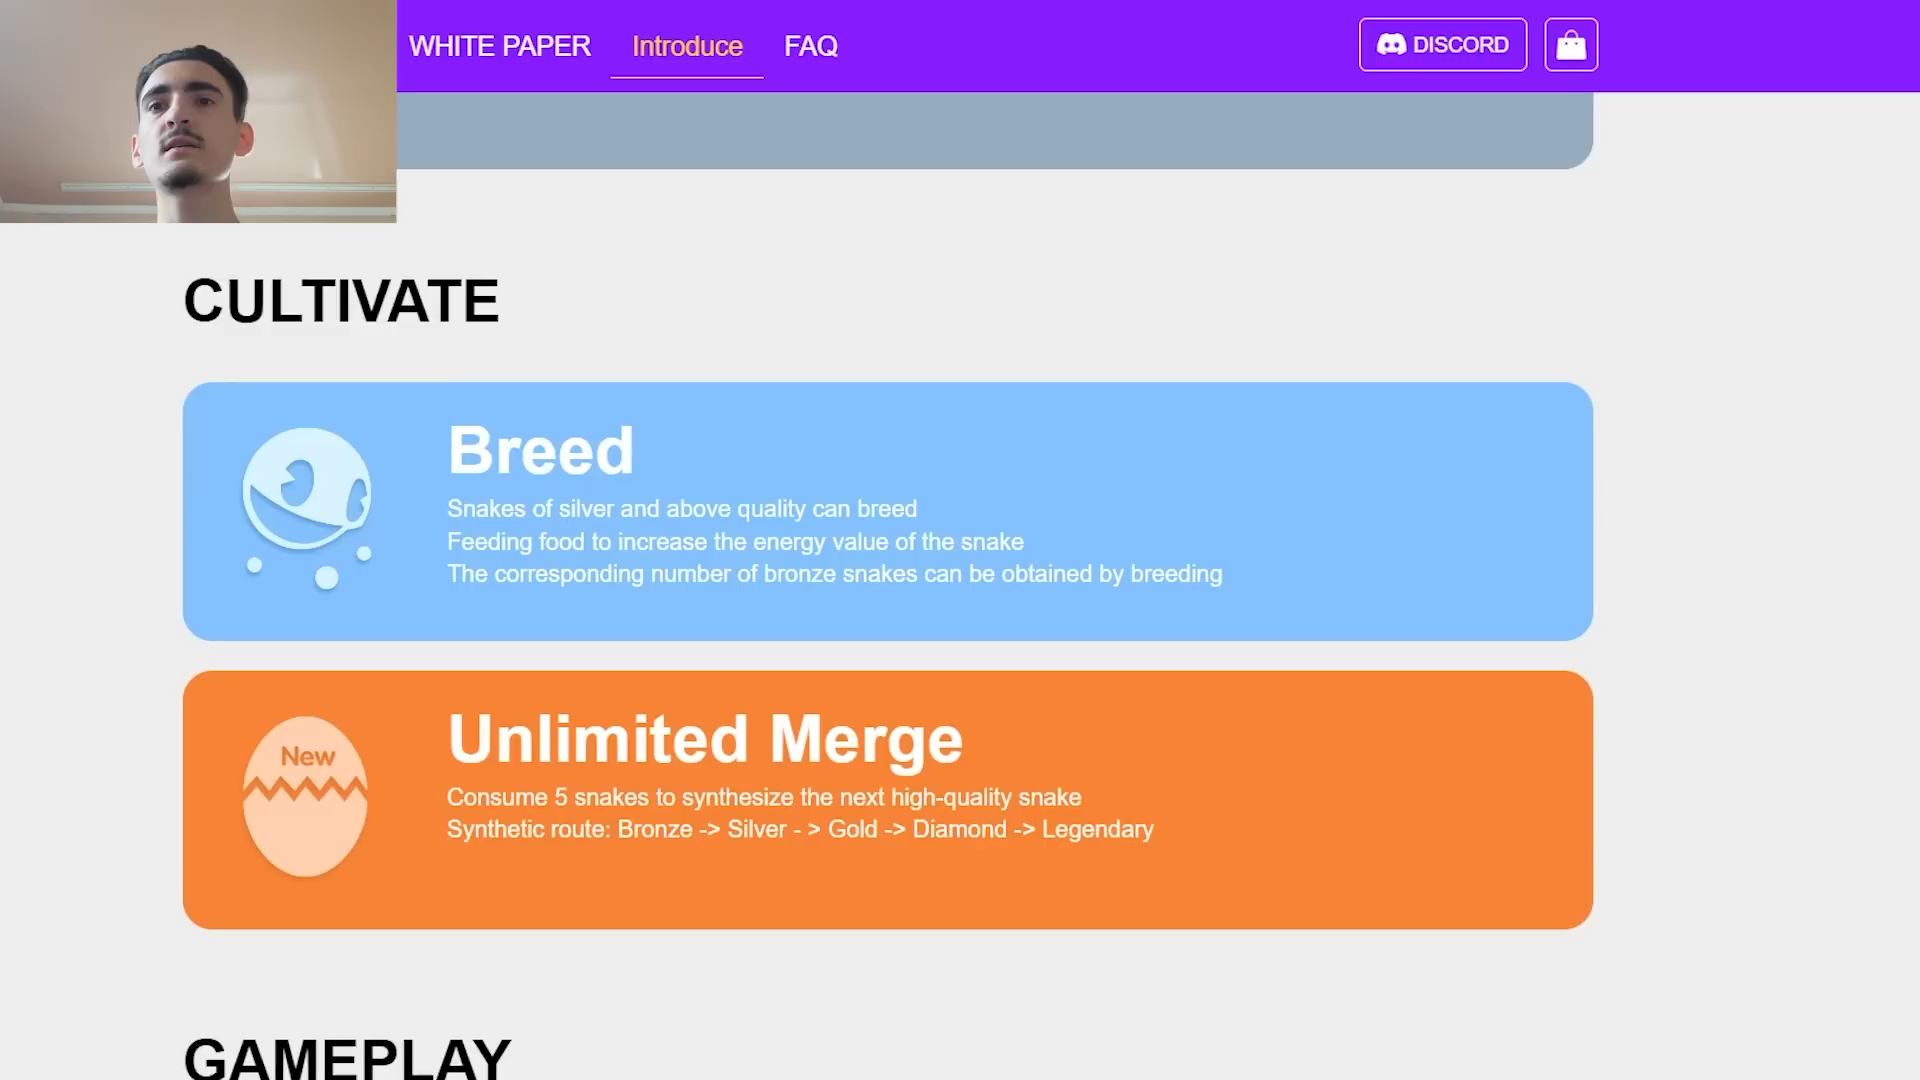 WHITE PAPER
Introduce
FAQ
DISCORD
CULTIVATE
Breed
Snakes of silver and above quality can breed
Feeding food to increase the energy value of the snake
The corresponding number of bronze snakes can be obtained by breeding
New
Unlimited Merge
Consume 5 snakes to synthesize the next high-quality snake
Synthetic route: Bronze -> Silver - > Gold -> Diamond -> Legendary
GAMEPLAY